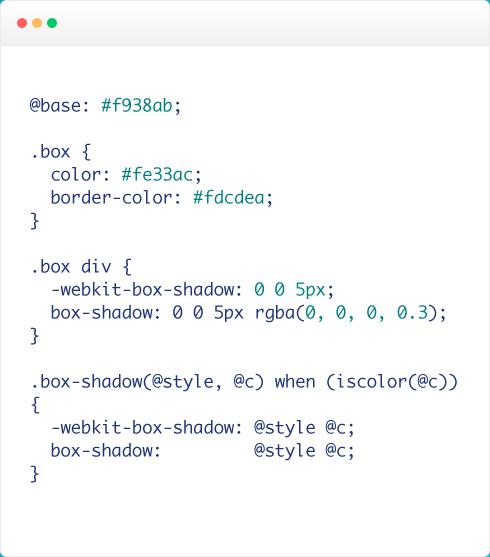 @base: #f938ab;

.box {
  color: #fe33ac;
  border-color: #fdcdea;
}

.box div {
  -webkit-box-shadow: 0 0 5px;
  box-shadow: 0 0 5px rgba(0, 0, 0, 0.3);
}

.box-shadow(@style, @c) when (iscolor(@c))
{
  -webkit-box-shadow: @style @c;
  box-shadow:         @style @c;
}